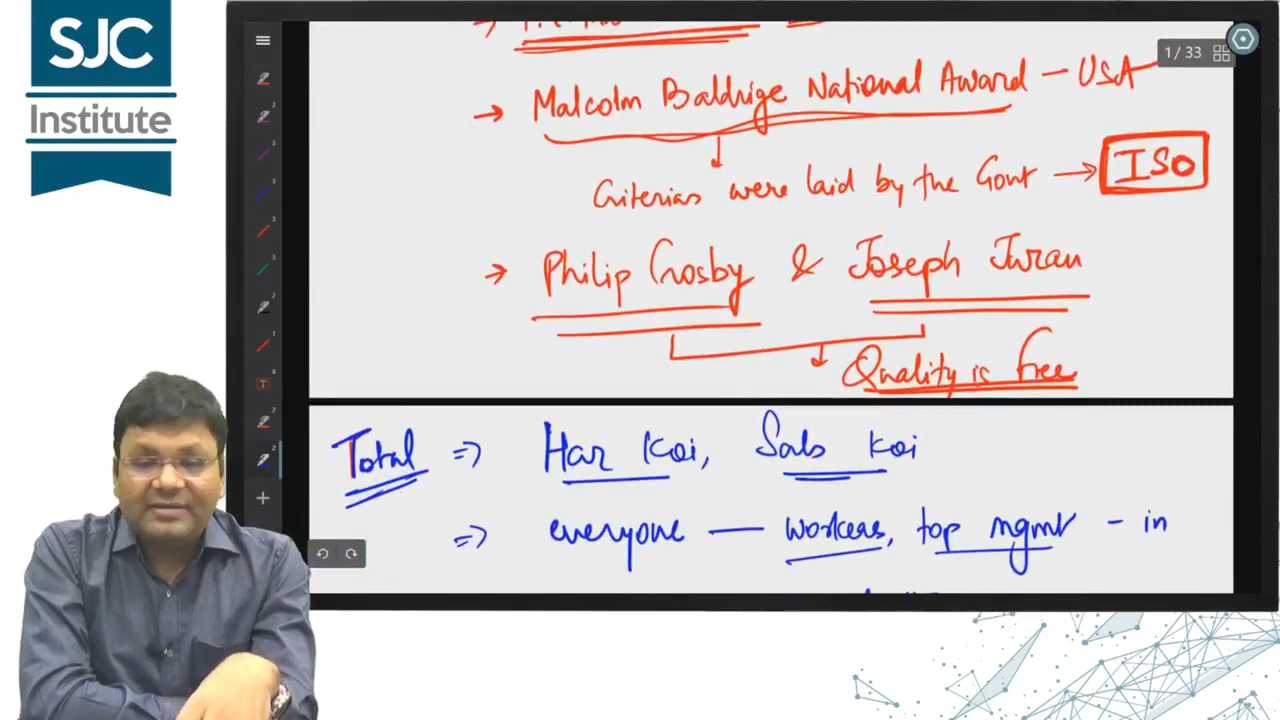 SJC
Institute
1 / 33
→ Malcolm Baldrige National Award – USA
Criterias were laid by the Govt → ISO
→ Philip Crosby & Joseph Juran
Quality is free
Total ⇒ Har Koi, Sab Koi
⇒ everyone — workers, top mgmt - in